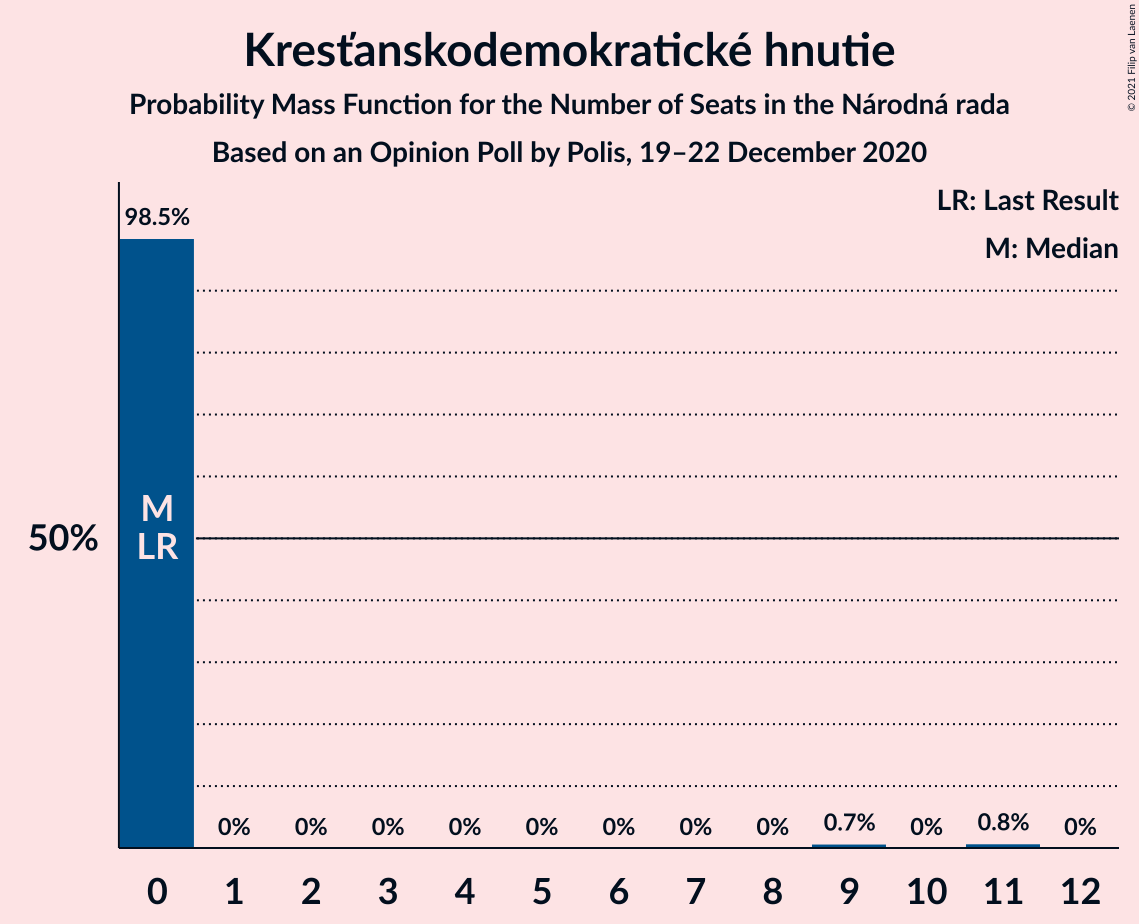 Kresťanskodemokratické hnutie
Probability Mass Function for the Number of Seats in the Národná rada
Based on an Opinion Poll by Polis, 19–22 December 2020
© 2021 Filip van Laenen
LR: Last Result
M: Median
98.5%
M
LR
50%
0% 0% 0% 0% 0% 0% 0% 0% 0.7% 0% 0.8% 0%
0 1 2 3 4 5 6 7 8 9 10 11 12